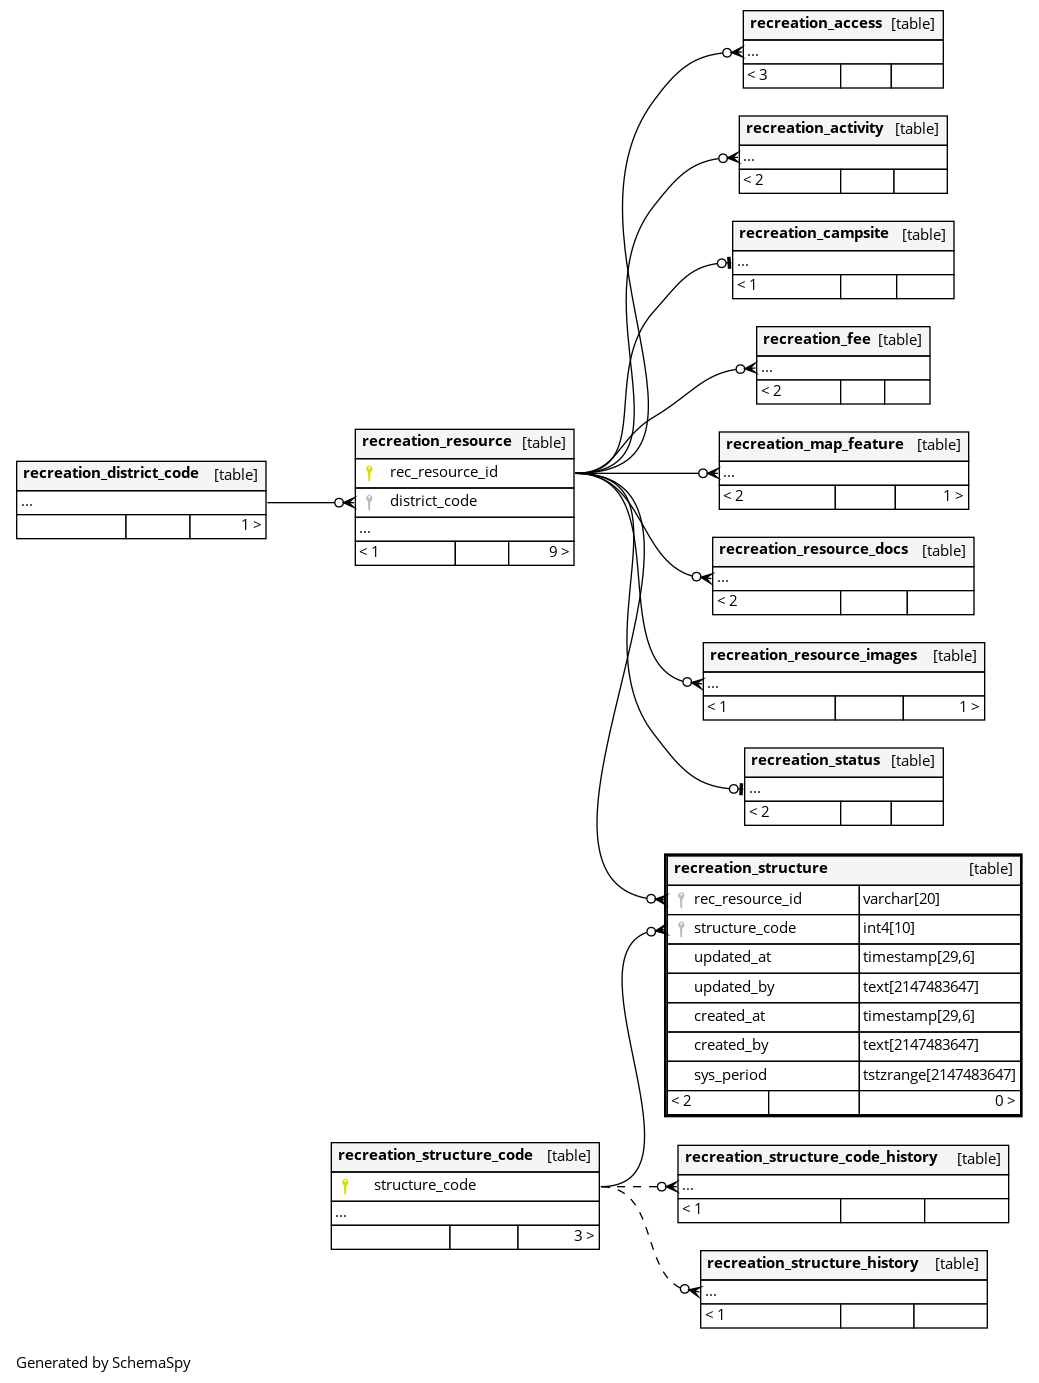 recreation_access [table]
...
< 3
recreation_activity [table]
...
< 2
recreation_campsite [table]
...
< 1
recreation_fee [table]
...
< 2
recreation_district_code [table]
...
1 >
recreation_resource [table]
rec_resource_id
district_code
...
< 1 9 >
recreation_map_feature [table]
...
< 2 1 >
recreation_resource_docs [table]
...
< 2
recreation_resource_images [table]
...
< 1 1 >
recreation_status [table]
...
< 2
recreation_structure [table]
rec_resource_id varchar[20]
structure_code int4[10]
updated_at timestamp[29,6]
updated_by text[2147483647]
created_at timestamp[29,6]
created_by text[2147483647]
sys_period tstzrange[2147483647]
< 2 0 >
recreation_structure_code [table]
structure_code
...
3 >
recreation_structure_code_history [table]
...
< 1
recreation_structure_history [table]
...
< 1
Generated by SchemaSpy